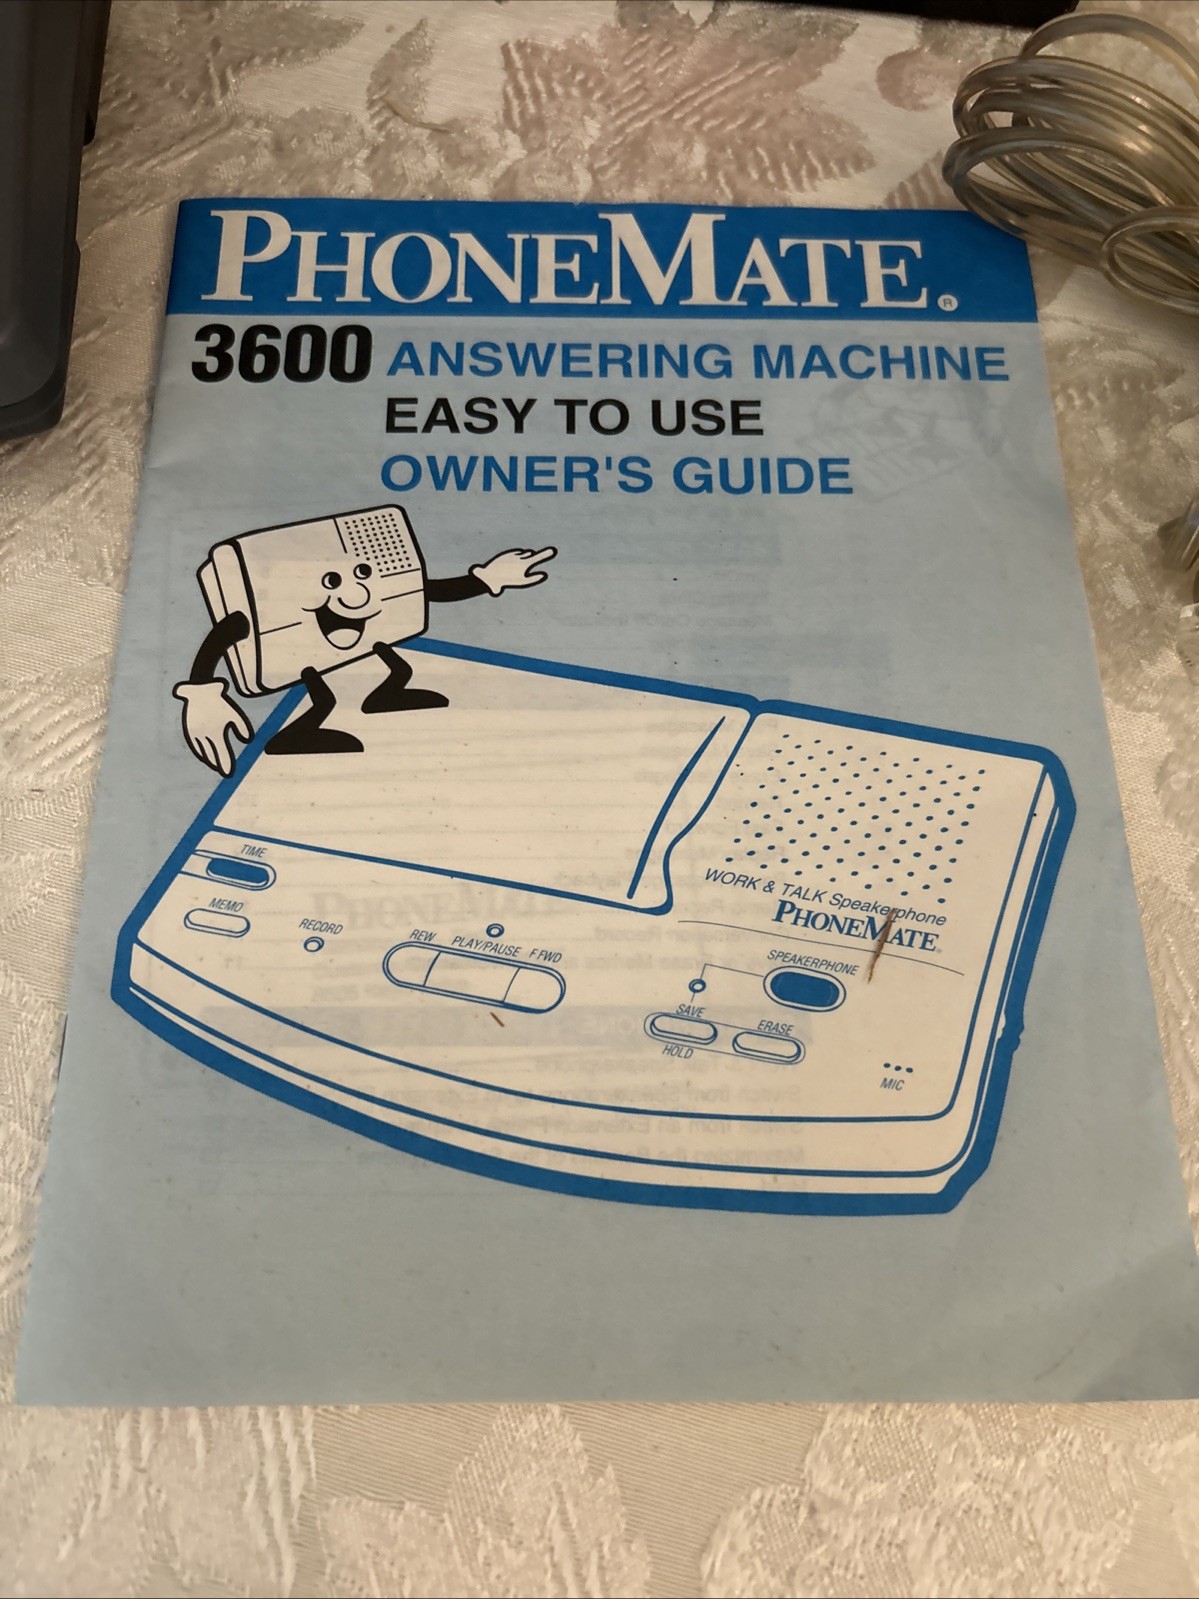 PHONEMATE®
3600 ANSWERING MACHINE
EASY TO USE
OWNER'S GUIDE
TIME
MEMO
RECORD
REW PLAY/PAUSE F.FWD
WORK & TALK Speakerphone
PHONEMATE®
SPEAKERPHONE
SAVE ERASE
HOLD
MIC